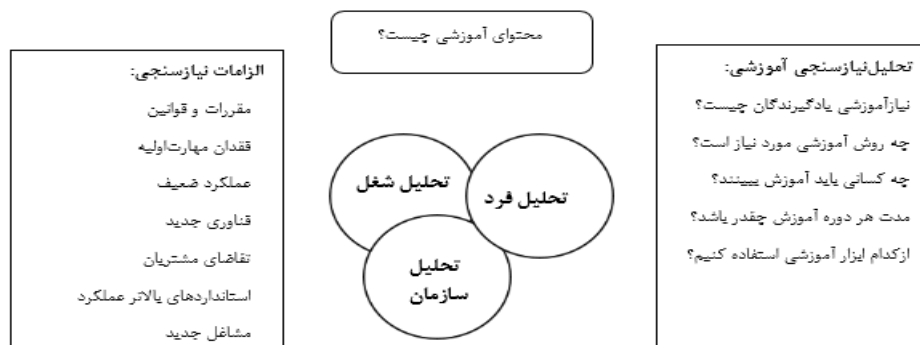 محتوای آموزشی چیست؟
تحلیل‌نیازسنجی آموزشی:
نیازآموزشی یادگیرندگان چیست؟
چه روش آموزشی مورد نیاز است؟
چه کسانی باید آموزش ببینند؟
مدت هر دوره آموزش چقدر باشد؟
ازکدام ابزار آموزشی استفاده کنیم؟
تحلیل شغل
تحلیل فرد
تحلیل
سازمان
الزامات نیازسنجی:
مقررات و قوانین
فقدان مهارت‌اولیه
عملکرد ضعیف
فناوری جدید
تقاضای مشتریان
استانداردهای بالاتر عملکرد
مشاغل جدید